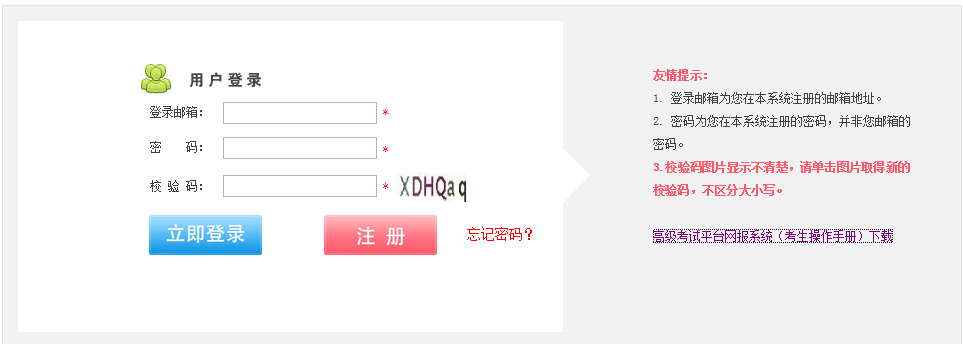 用户登录
登录邮箱： *
密 码： *
校 验 码： * XDHQaq
立即登录 注 册 忘记密码？
友情提示：
1. 登录邮箱为您在本系统注册的邮箱地址。
2. 密码为您在本系统注册的密码，并非您邮箱的
密码。
3.校验码图片显示不清楚，请单击图片取得新的
校验码，不区分大小写。
高级考试平台网报系统（考生操作手册）下载